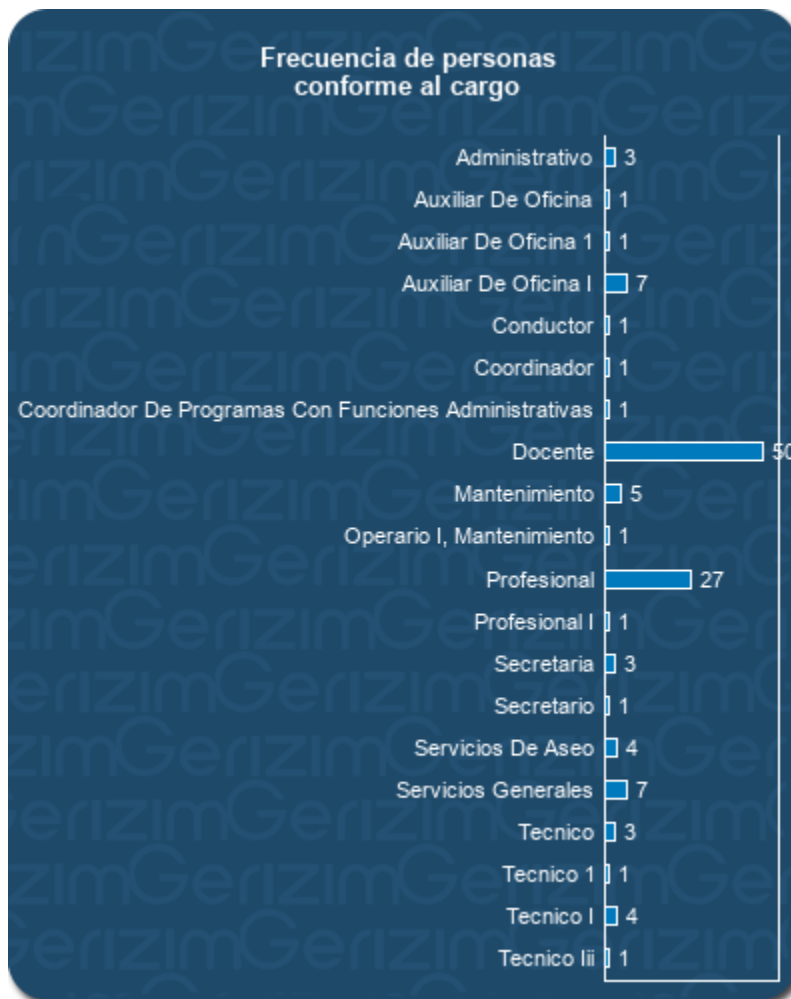 Frecuencia de personas
conforme al cargo
Administrativo 3
Auxiliar De Oficina 1
Auxiliar De Oficina 1 1
Auxiliar De Oficina I 7
Conductor 1
Coordinador 1
Coordinador De Programas Con Funciones Administrativas 1
Docente 50
Mantenimiento 5
Operario I, Mantenimiento 1
Profesional 27
Profesional I 1
Secretaria 3
Secretario 1
Servicios De Aseo 4
Servicios Generales 7
Tecnico 3
Tecnico 1 1
Tecnico I 4
Tecnico Iii 1